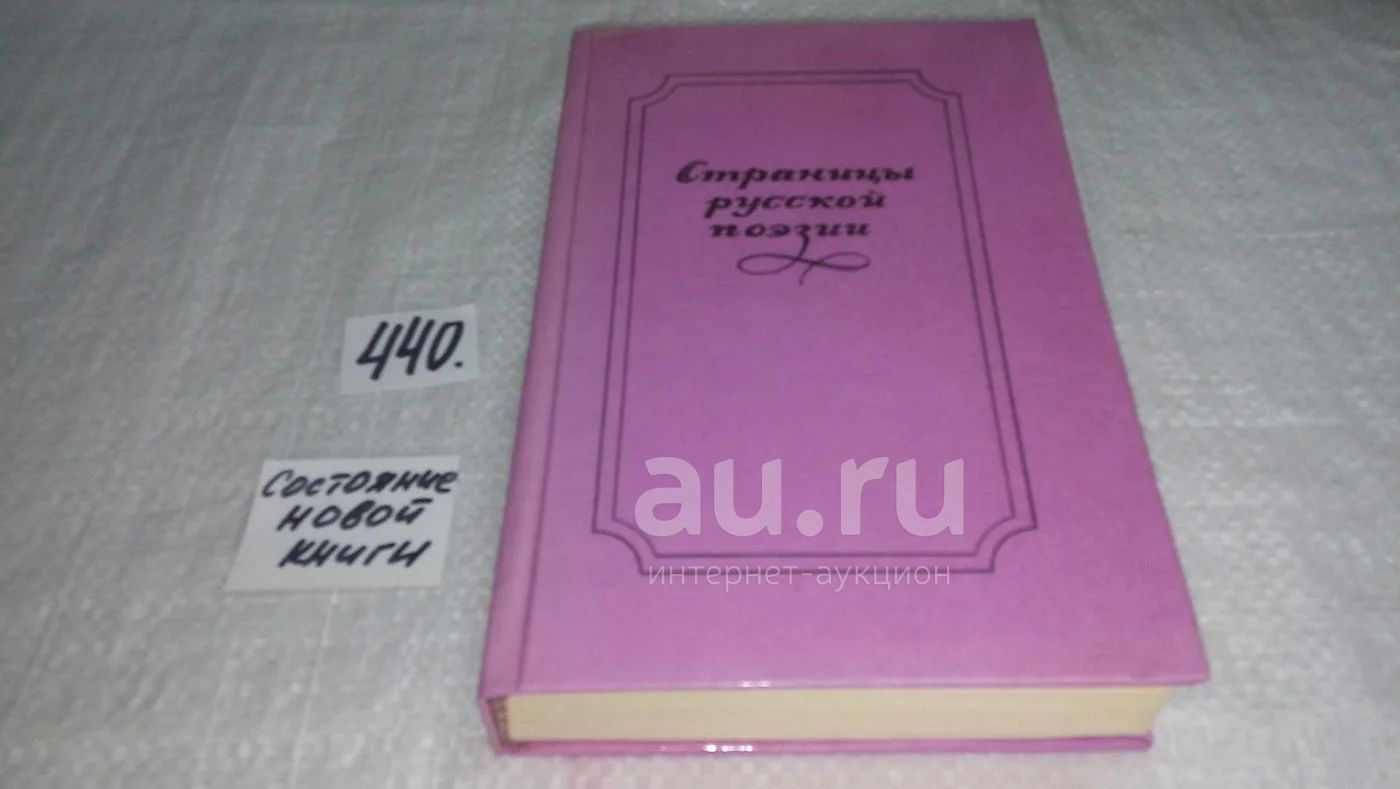 Страницы
русской
поэзии
440.
Состояние
новой
книги
au.ru
интернет-аукцион